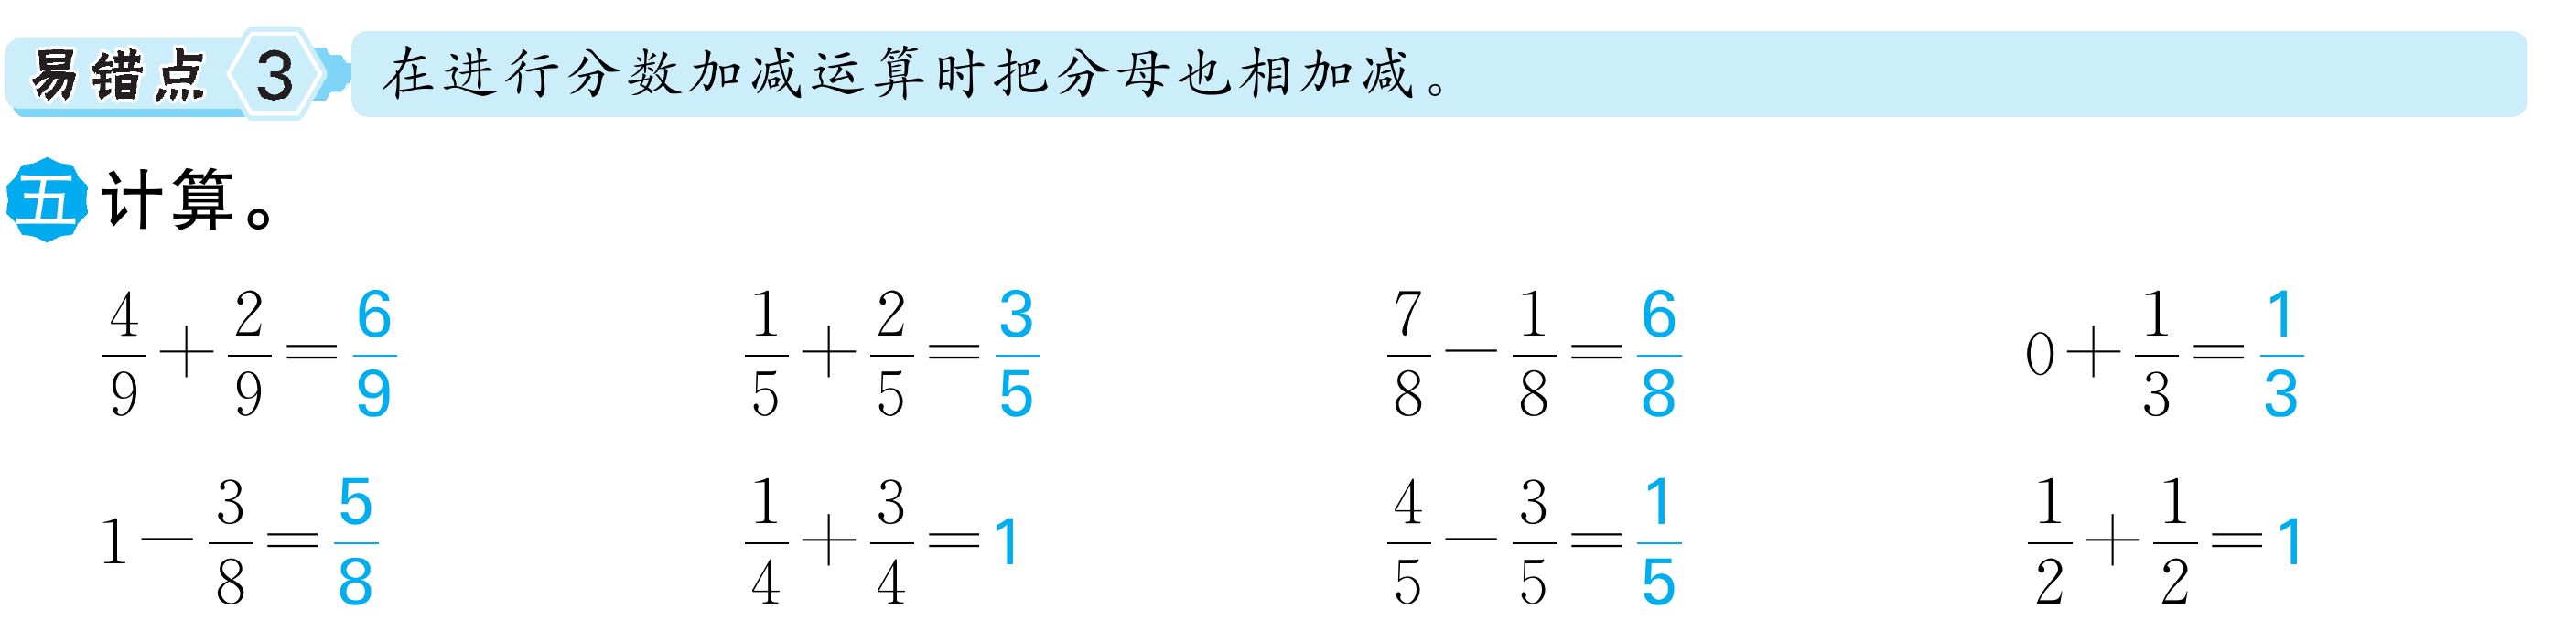 易错点 3 在进行分数加减运算时把分母也相加减。
五 计算。
4/9+2/9=6/9 1/5+2/5=3/5 7/8-1/8=6/8 0+1/3=1/3
1-3/8=5/8 1/4+3/4=1 4/5-3/5=1/5 1/2+1/2=1